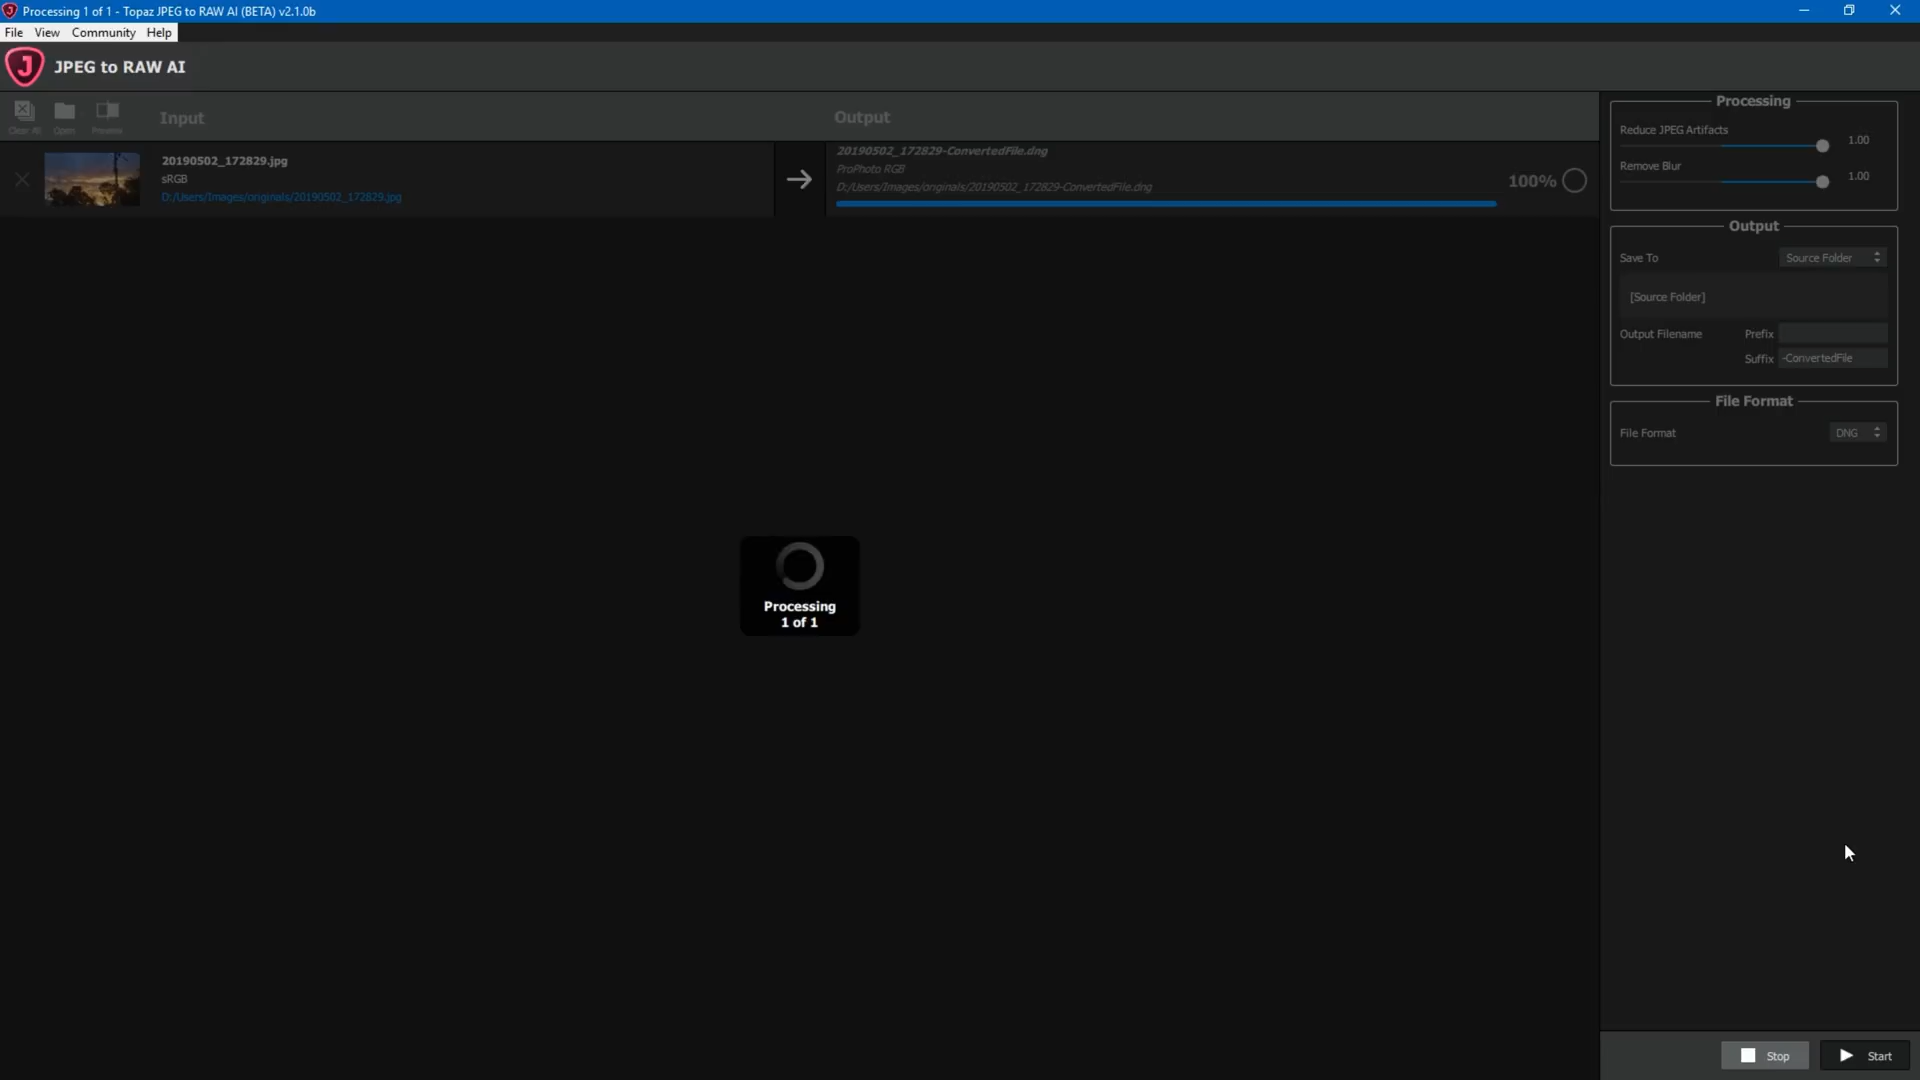 Processing 1 of 1 - Topaz JPEG to RAW AI (BETA) v2.1.0b
File View Community Help
JPEG to RAW AI
Clear All Open Preview
Input
Output
20190502_172829.jpg
sRGB
D:/Users/Images/originals/20190502_172829.jpg
20190502_172829-ConvertedFile.dng
ProPhoto RGB
D:/Users/Images/originals/20190502_172829-ConvertedFile.dng
100%
Processing
1 of 1
Processing
Reduce JPEG Artifacts 1.00
Remove Blur 1.00
Output
Save To Source Folder
[Source Folder]
Output Filename Prefix
Suffix -ConvertedFile
File Format
File Format DNG
Stop Start